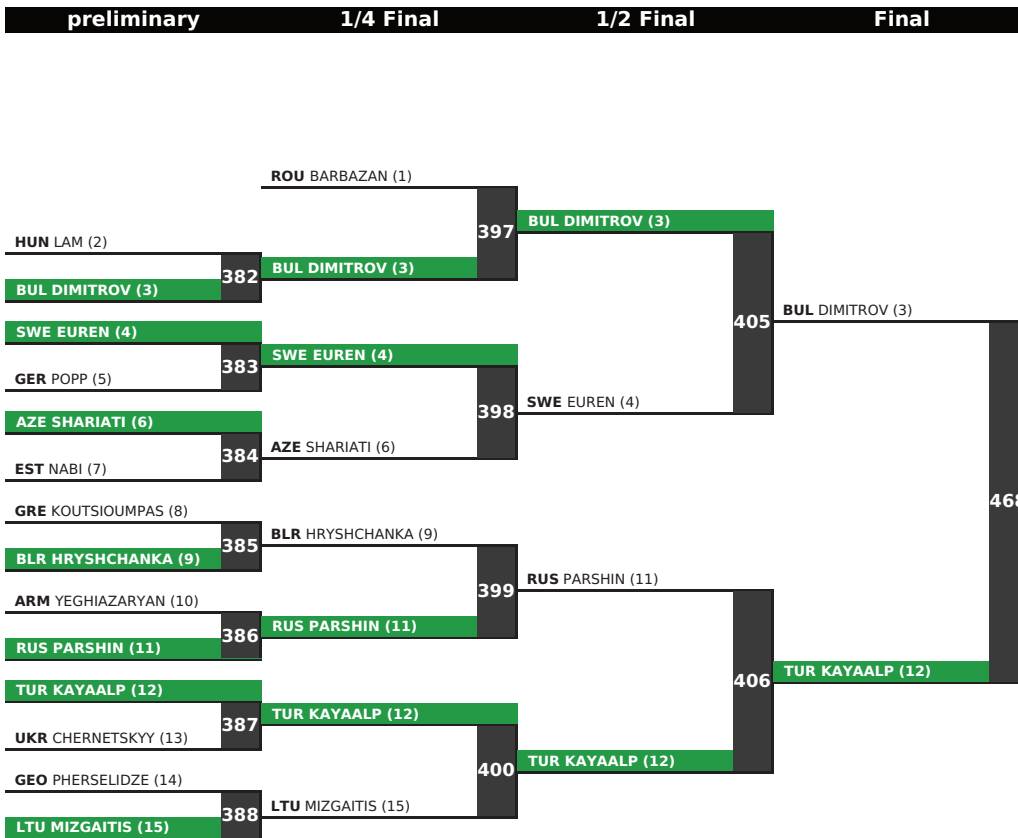 preliminary
1/4 Final
1/2 Final
Final
ROU BARBAZAN (1)
397
BUL DIMITROV (3)
HUN LAM (2)
382
BUL DIMITROV (3)
BUL DIMITROV (3)
405
BUL DIMITROV (3)
SWE EUREN (4)
383
SWE EUREN (4)
GER POPP (5)
398
SWE EUREN (4)
AZE SHARIATI (6)
384
AZE SHARIATI (6)
EST NABI (7)
468
GRE KOUTSIOUMPAS (8)
385
BLR HRYSHCHANKA (9)
BLR HRYSHCHANKA (9)
399
RUS PARSHIN (11)
ARM YEGHIAZARYAN (10)
386
RUS PARSHIN (11)
RUS PARSHIN (11)
406
TUR KAYAALP (12)
TUR KAYAALP (12)
387
TUR KAYAALP (12)
UKR CHERNETSKYY (13)
400
TUR KAYAALP (12)
GEO PHERSELIDZE (14)
388
LTU MIZGAITIS (15)
LTU MIZGAITIS (15)